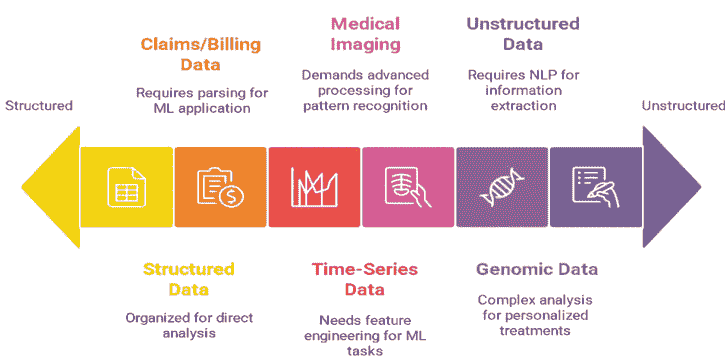 Claims/Billing
Data
Requires parsing for
ML application
Medical
Imaging
Demands advanced
processing for
pattern recognition
Unstructured
Data
Requires NLP for
information
extraction
Structured
Unstructured
Structured
Data
Organized for direct
analysis
Time-Series
Data
Needs feature
engineering for ML
tasks
Genomic Data
Complex analysis
for personalized
treatments